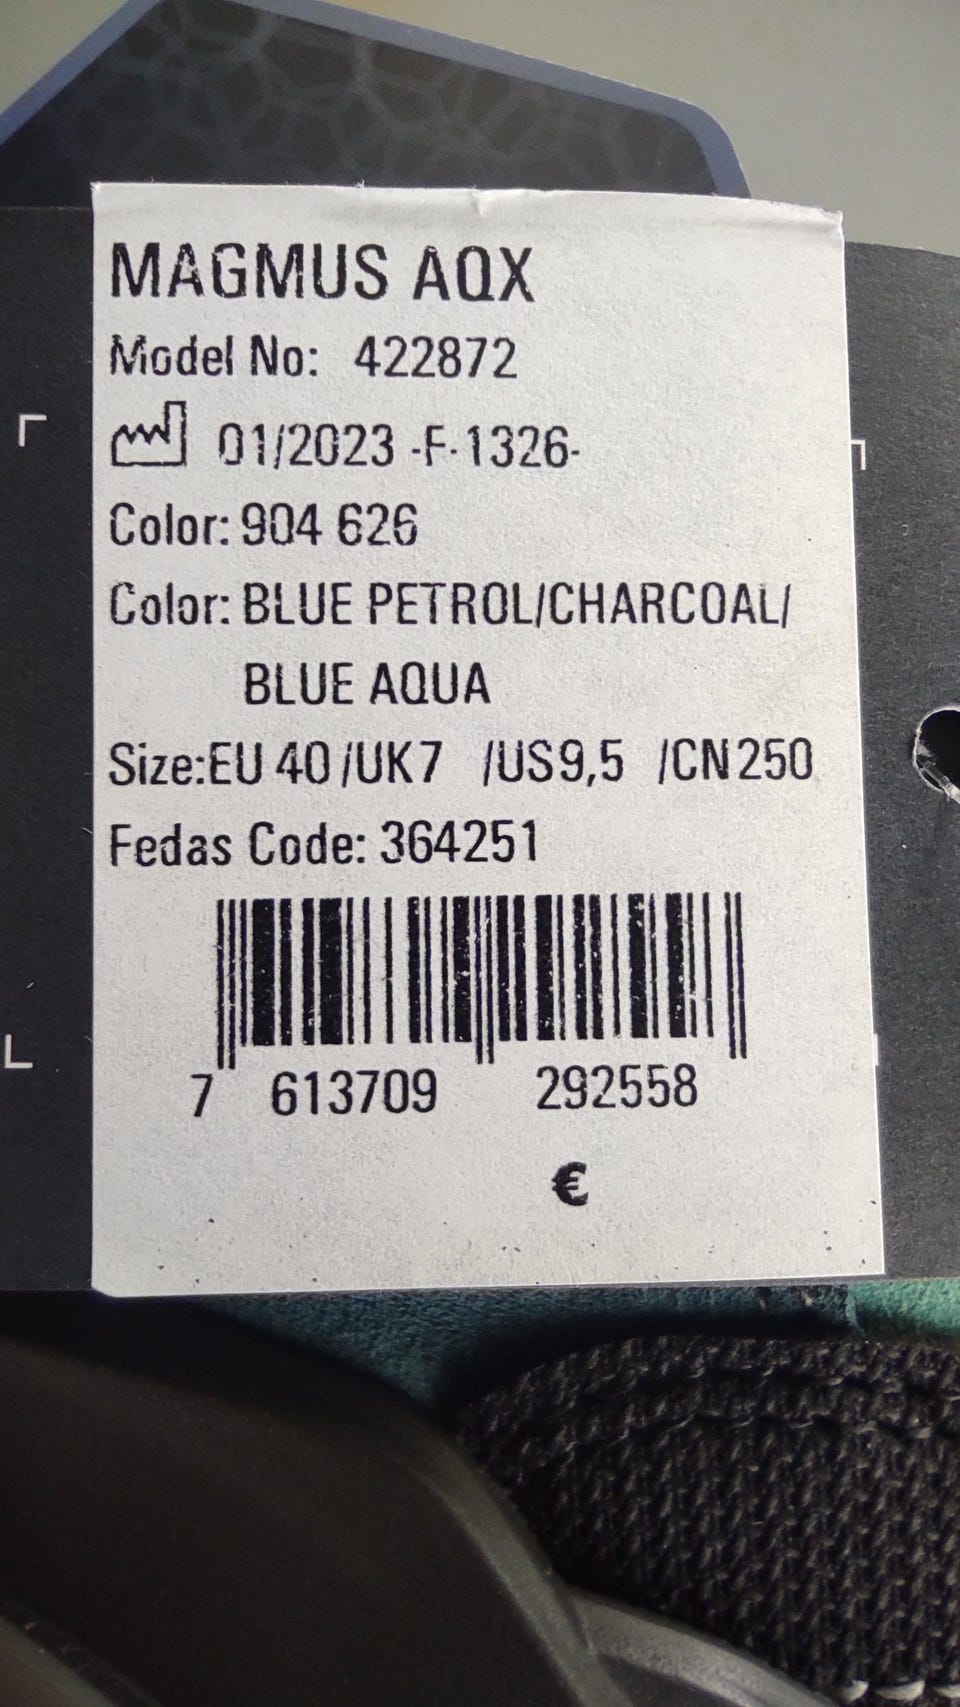 MAGMUS AQX
Model No: 422872
01/2023 -F-1326-
Color: 904 626
Color: BLUE PETROL/CHARCOAL/
BLUE AQUA
Size:EU 40 /UK7 /US9,5 /CN250
Fedas Code: 364251
7 613709 292558
€